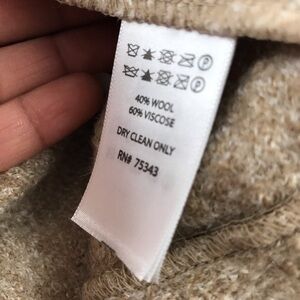 40% WOOL
60% VISCOSE
DRY CLEAN ONLY
RN# 75343